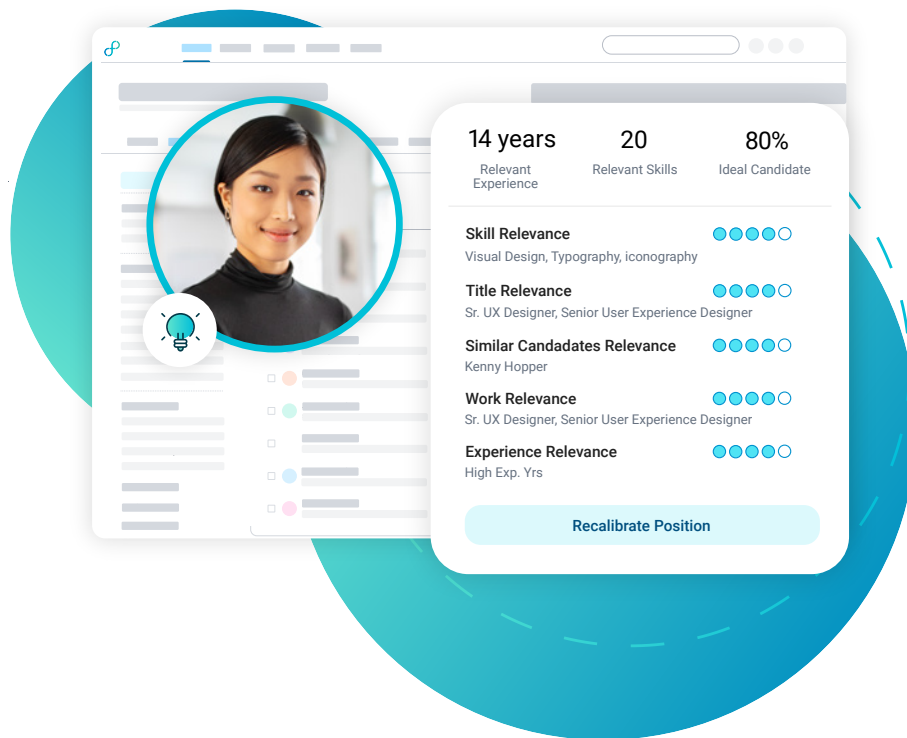 14 years
20
80%
Relevant
Experience
Relevant Skills
Ideal Candidate
Skill Relevance
Visual Design, Typography, iconography
Title Relevance
Sr. UX Designer, Senior User Experience Designer
Similar Candadates Relevance
Kenny Hopper
Work Relevance
Sr. UX Designer, Senior User Experience Designer
Experience Relevance
High Exp. Yrs
Recalibrate Position